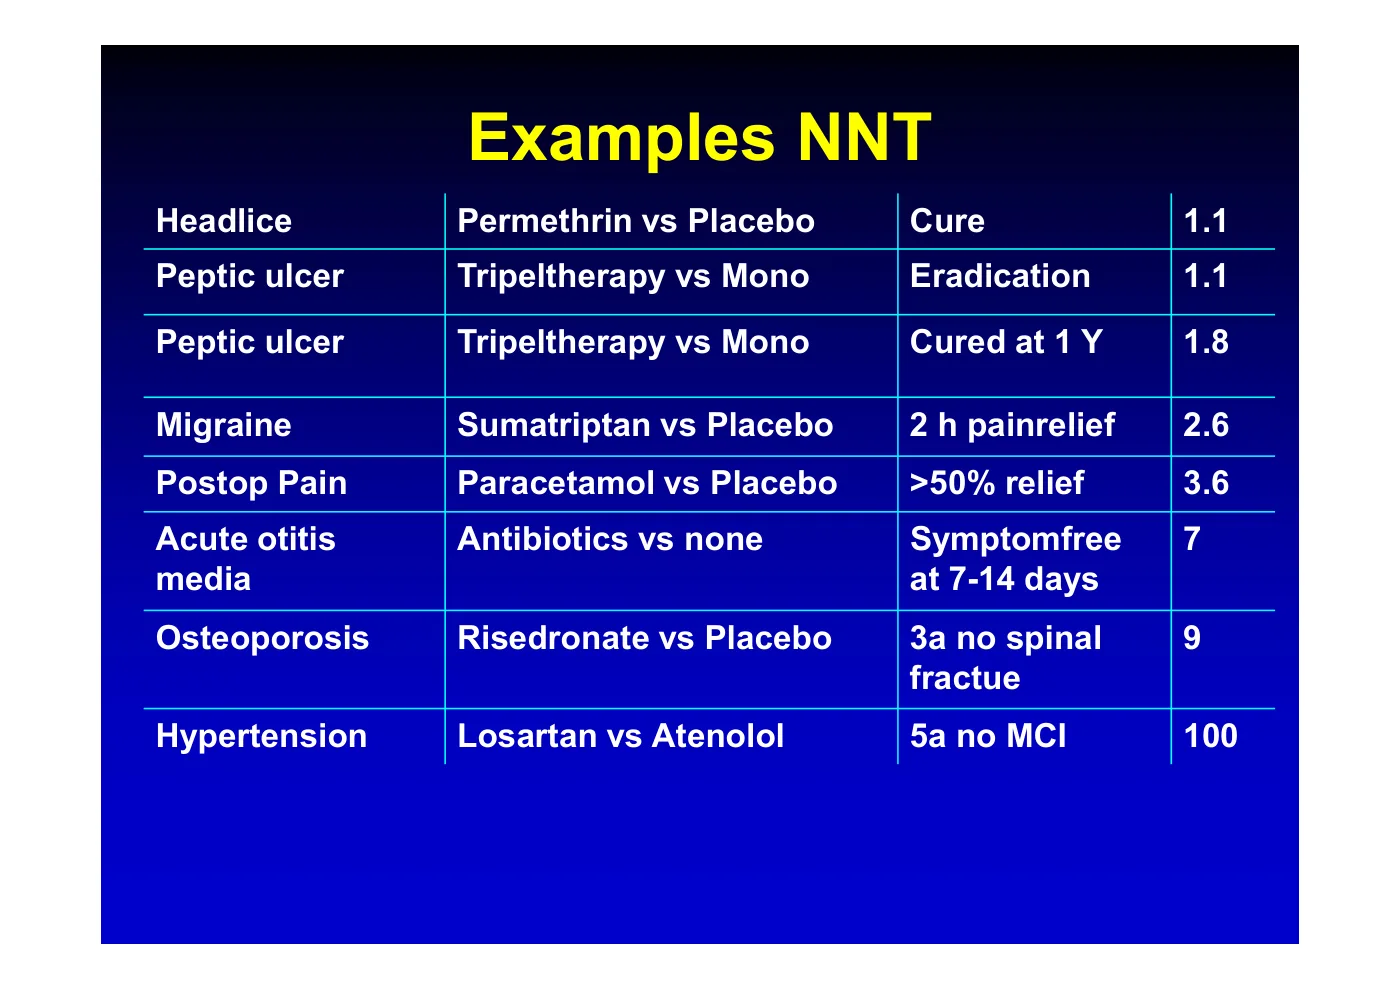 Examples NNT
Headlice Permethrin vs Placebo Cure 1.1
Peptic ulcer Tripeltherapy vs Mono Eradication 1.1
Peptic ulcer Tripeltherapy vs Mono Cured at 1 Y 1.8
Migraine Sumatriptan vs Placebo 2 h painrelief 2.6
Postop Pain Paracetamol vs Placebo >50% relief 3.6
Acute otitis Antibiotics vs none Symptomfree 7
media at 7-14 days
Osteoporosis Risedronate vs Placebo 3a no spinal 9
fractue
Hypertension Losartan vs Atenolol 5a no MCI 100